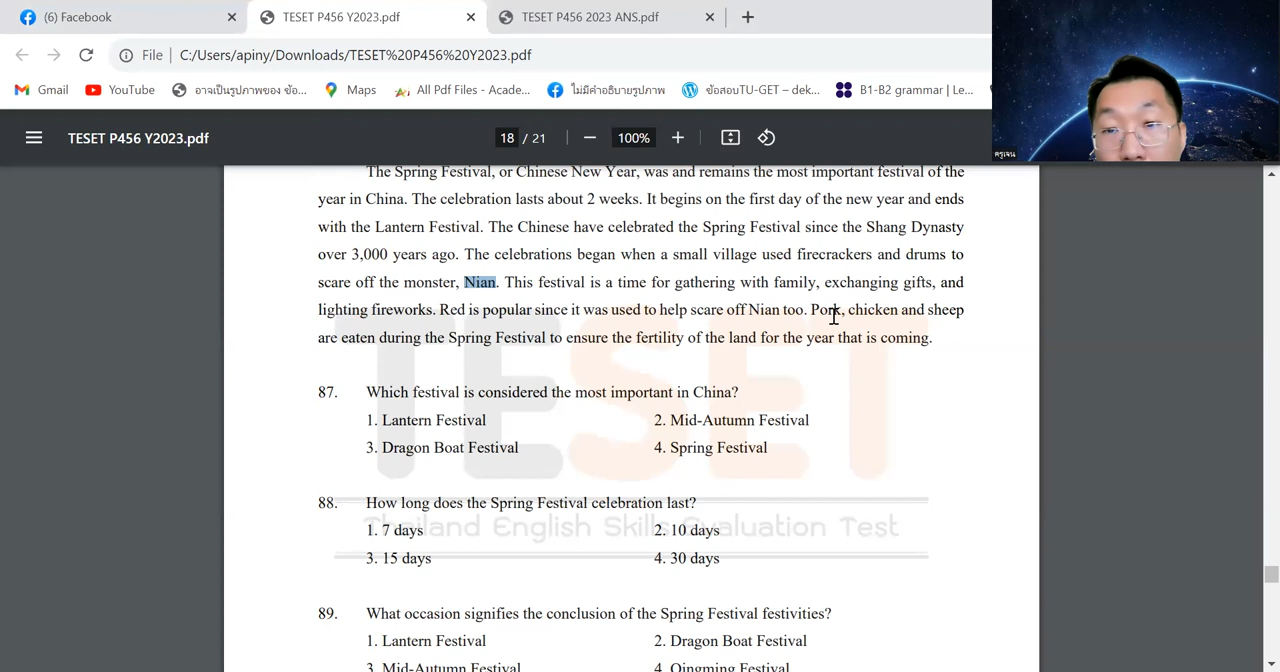 (6) Facebook
TESET P456 Y2023.pdf
TESET P456 2023 ANS.pdf
File | C:/Users/apiny/Downloads/TESET%20P456%20Y2023.pdf
Gmail
YouTube
อาจเป็นรูปภาพของ ข้อ...
Maps
All Pdf Files - Acade...
ไม่มีคำอธิบายรูปภาพ
ข้อสอบTU-GET – dek...
B1-B2 grammar | Le...
TESET P456 Y2023.pdf
18 / 21
100%
ครูเจน
The Spring Festival, or Chinese New Year, was and remains the most important festival of the
year in China. The celebration lasts about 2 weeks. It begins on the first day of the new year and ends
with the Lantern Festival. The Chinese have celebrated the Spring Festival since the Shang Dynasty
over 3,000 years ago. The celebrations began when a small village used firecrackers and drums to
scare off the monster, Nian. This festival is a time for gathering with family, exchanging gifts, and
lighting fireworks. Red is popular since it was used to help scare off Nian too. Pork, chicken and sheep
are eaten during the Spring Festival to ensure the fertility of the land for the year that is coming.
87. Which festival is considered the most important in China?
1. Lantern Festival 2. Mid-Autumn Festival
3. Dragon Boat Festival 4. Spring Festival
88. How long does the Spring Festival celebration last?
1. 7 days 2. 10 days
3. 15 days 4. 30 days
89. What occasion signifies the conclusion of the Spring Festival festivities?
1. Lantern Festival 2. Dragon Boat Festival
3. Mid-Autumn Festival 4. Qingming Festival
TESET
Thailand English Skills Evaluation Test